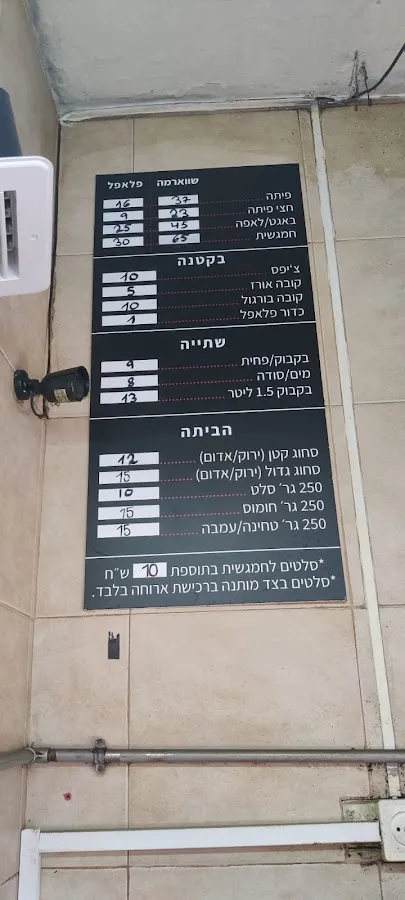 שווארמה פלאפל
פיתה 37 16
חצי פיתה 23 9
באגט/לאפה 45 25
חמגשית 65 30
בקטנה
צ׳יפס 10
קובה אורז 5
קובה בורגול 10
כדור פלאפל 1
שתייה
בקבוק/פחית 9
מים/סודה 8
בקבוק 1.5 ליטר 13
הביתה
סחוג קטן (ירוק/אדום) 12
סחוג גדול (ירוק/אדום) 15
250 גר׳ סלט 10
250 גר׳ חומוס 15
250 גר׳ טחינה/עמבה 15
*סלטים לחמגשית בתוספת 10 ש״ח
*סלטים בצד מותנה ברכישת ארוחה בלבד.